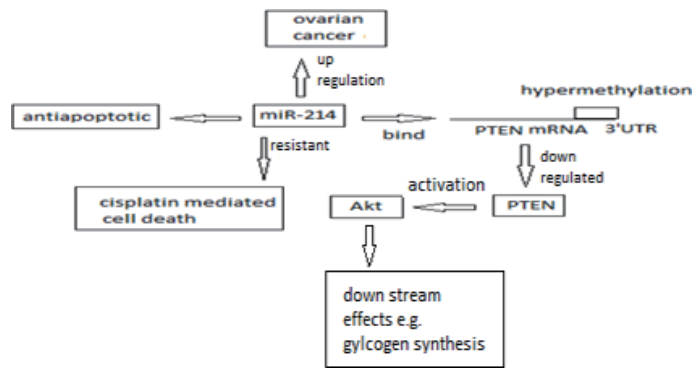 ovarian
cancer
up
regulation
hypermethylation
antiapoptotic
miR-214
bind
PTEN mRNA 3'UTR
resistant
down
regulated
cisplatin mediated
cell death
activation
Akt
PTEN
down stream
effects e.g.
gylcogen synthesis